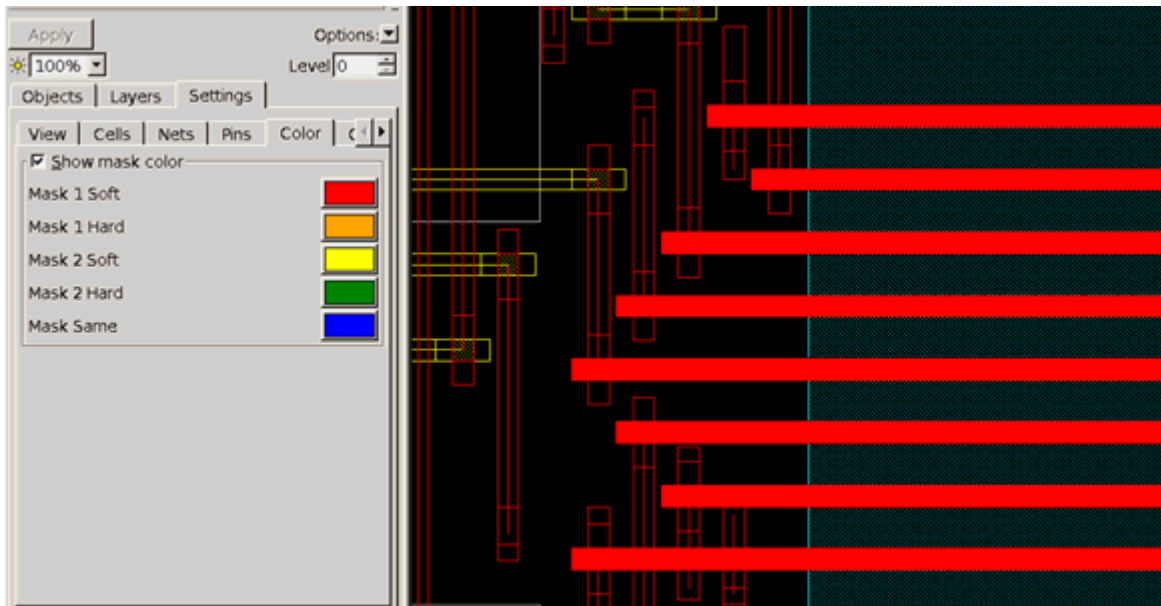 Apply Options:
100% Level 0
Objects Layers Settings
View Cells Nets Pins Color
Show mask color
Mask 1 Soft
Mask 1 Hard
Mask 2 Soft
Mask 2 Hard
Mask Same